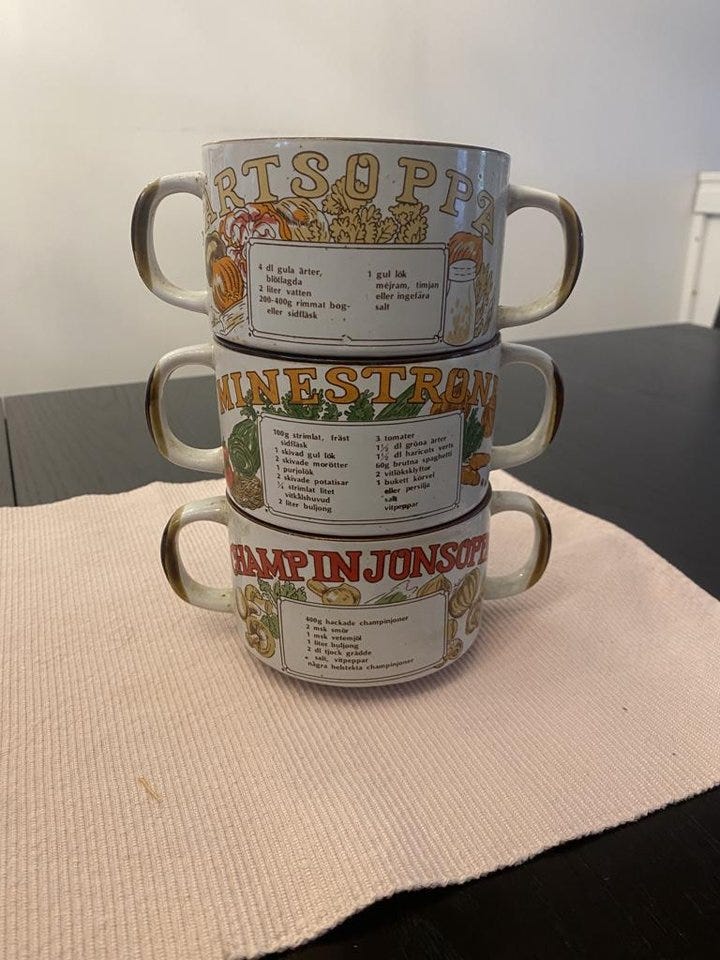 ARTSOPPA
4 dl gula ärter,
blötlagda
2 liter vatten
200-400g rimmat bog-
eller sidfläsk
1 gul lök
mejram, timjan
eller ingefära
salt
MINESTRON
100g strimlat, fräst
sidfläsk
1 skivad gul lök
2 skivade morötter
1 purjolök
2 skivade potatisar
¼ strimlat litet
vitkålshuvud
2 liter buljong
3 tomater
1½ dl gröna ärter
1½ dl haricots verts
60g brutna spaghetti
2 vitlöksklyftor
1 bukett körvel
eller persilja
salt
vitpeppar
CHAMPINJONSOPP
400g hackade champinjoner
2 msk smör
1 msk vetemjöl
1 liter buljong
2 dl tjock grädde
salt, vitpeppar
några helstekta champinjoner